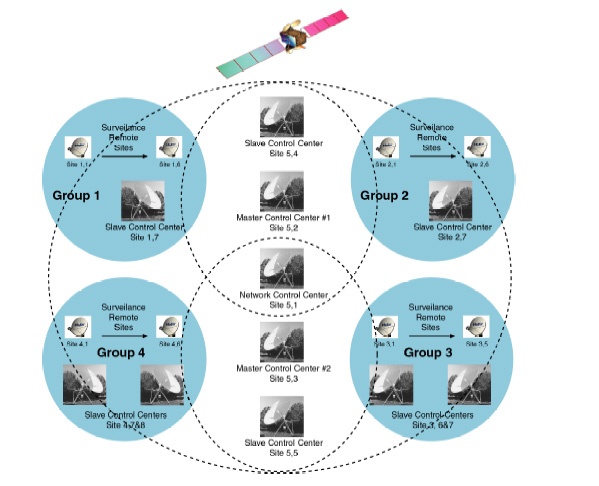 Slave Control Center
Site 5,4
Master Control Center #1
Site 5,2
Network Control Center
Site 5,1
Master Control Center #2
Site 5,3
Slave Control Center
Site 5,5
Surveilance
Remote
Sites
Site 1,1
Site 1,6
Group 1
Slave Control Center
Site 1,7
Surveilance
Remote
Sites
Site 2,1
Site 2,6
Group 2
Slave Control Center
Site 2,7
Surveilance
Remote
Sites
Site 4,1
Site 4,6
Group 4
Slave Control Centers
Site 4,7&8
Surveilance
Remote
Sites
Site 3,1
Site 3,5
Group 3
Slave Control Centers
Site 3, 6&7